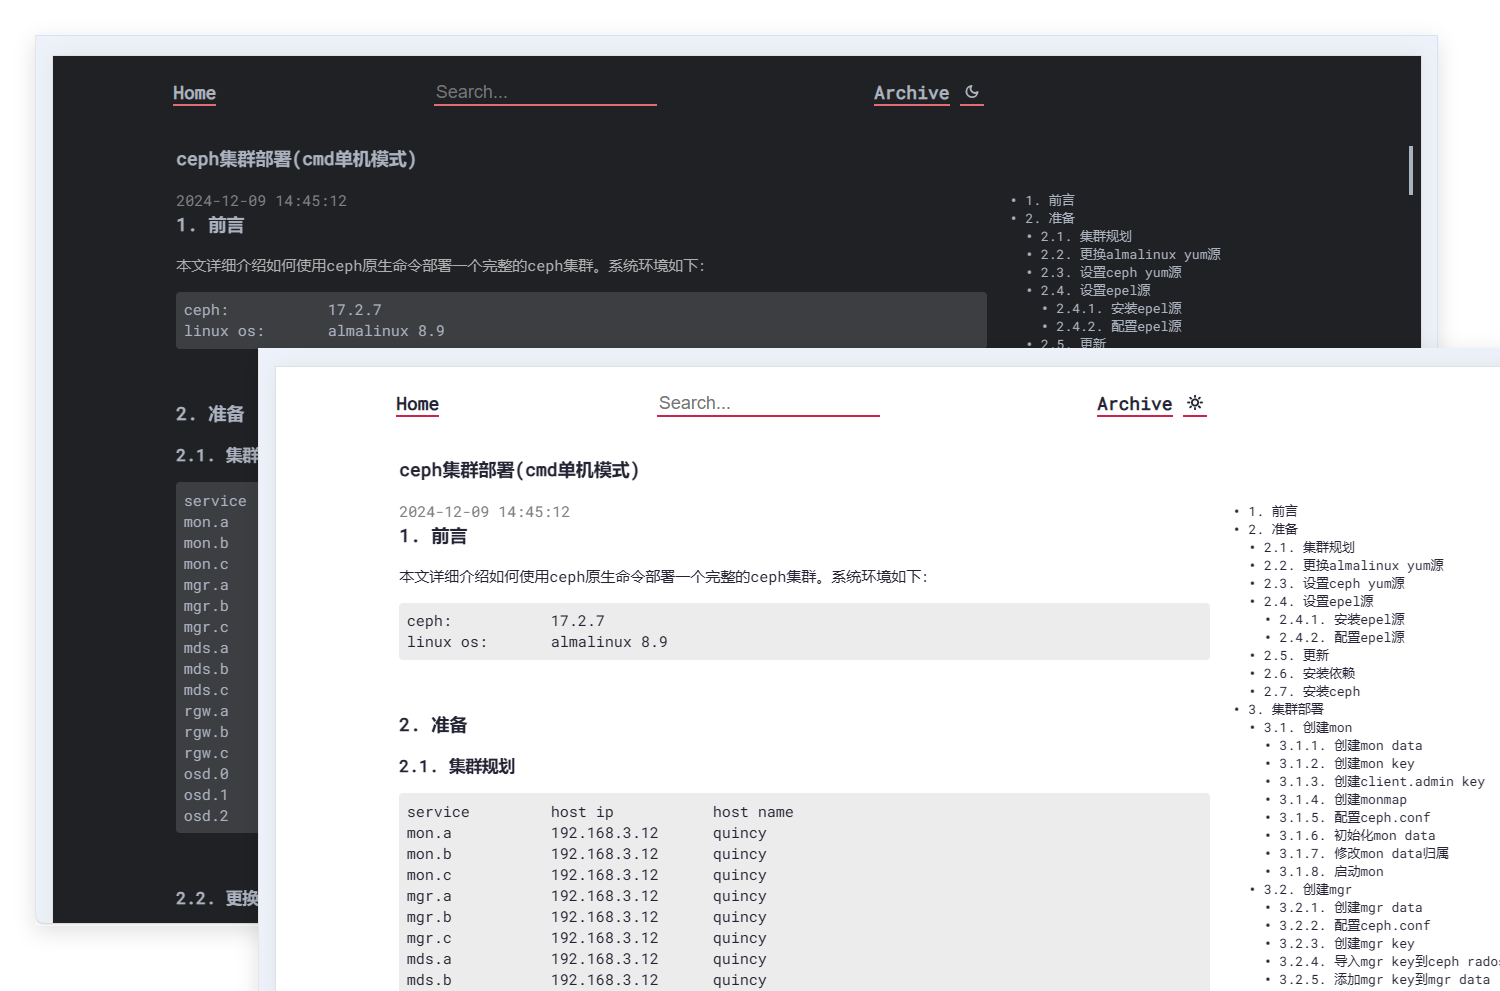 Home Search... Archive
ceph集群部署(cmd单机模式)
2024-12-09 14:45:12
1. 前言
本文详细介绍如何使用ceph原生命令部署一个完整的ceph集群。系统环境如下:
ceph: 17.2.7
linux os: almalinux 8.9
2. 准备
2.1. 集群
service
mon.a
mon.b
mon.c
mgr.a
mgr.b
mgr.c
mds.a
mds.b
mds.c
rgw.a
rgw.b
rgw.c
osd.0
osd.1
osd.2
2.2. 更换
• 1. 前言
• 2. 准备
• 2.1. 集群规划
• 2.2. 更换almalinux yum源
• 2.3. 设置ceph yum源
• 2.4. 设置epel源
• 2.4.1. 安装epel源
• 2.4.2. 配置epel源
• 2.5. 更新
Home Search... Archive
ceph集群部署(cmd单机模式)
2024-12-09 14:45:12
1. 前言
本文详细介绍如何使用ceph原生命令部署一个完整的ceph集群。系统环境如下:
ceph: 17.2.7
linux os: almalinux 8.9
2. 准备
2.1. 集群规划
service host ip host name
mon.a 192.168.3.12 quincy
mon.b 192.168.3.12 quincy
mon.c 192.168.3.12 quincy
mgr.a 192.168.3.12 quincy
mgr.b 192.168.3.12 quincy
mgr.c 192.168.3.12 quincy
mds.a 192.168.3.12 quincy
mds.b 192.168.3.12 quincy
• 1. 前言
• 2. 准备
• 2.1. 集群规划
• 2.2. 更换almalinux yum源
• 2.3. 设置ceph yum源
• 2.4. 设置epel源
• 2.4.1. 安装epel源
• 2.4.2. 配置epel源
• 2.5. 更新
• 2.6. 安装依赖
• 2.7. 安装ceph
• 3. 集群部署
• 3.1. 创建mon
• 3.1.1. 创建mon data
• 3.1.2. 创建mon key
• 3.1.3. 创建client.admin key
• 3.1.4. 创建monmap
• 3.1.5. 配置ceph.conf
• 3.1.6. 初始化mon data
• 3.1.7. 修改mon data归属
• 3.1.8. 启动mon
• 3.2. 创建mgr
• 3.2.1. 创建mgr data
• 3.2.2. 配置ceph.conf
• 3.2.3. 创建mgr key
• 3.2.4. 导入mgr key到ceph rados
• 3.2.5. 添加mgr key到mgr data